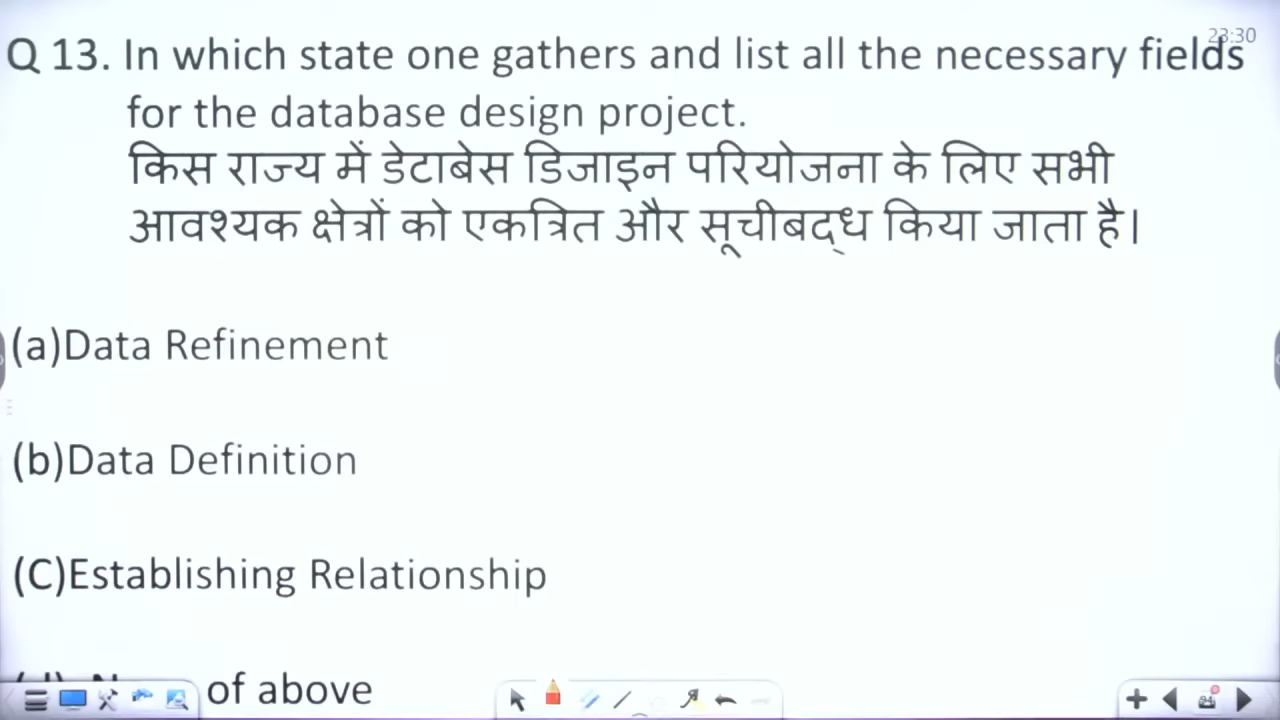 23:30
Q 13. In which state one gathers and list all the necessary fields
for the database design project.
किस राज्य में डेटाबेस डिजाइन परियोजना के लिए सभी
आवश्यक क्षेत्रों को एकत्रित और सूचीबद्ध किया जाता है।
(a)Data Refinement
(b)Data Definition
(C)Establishing Relationship
of above